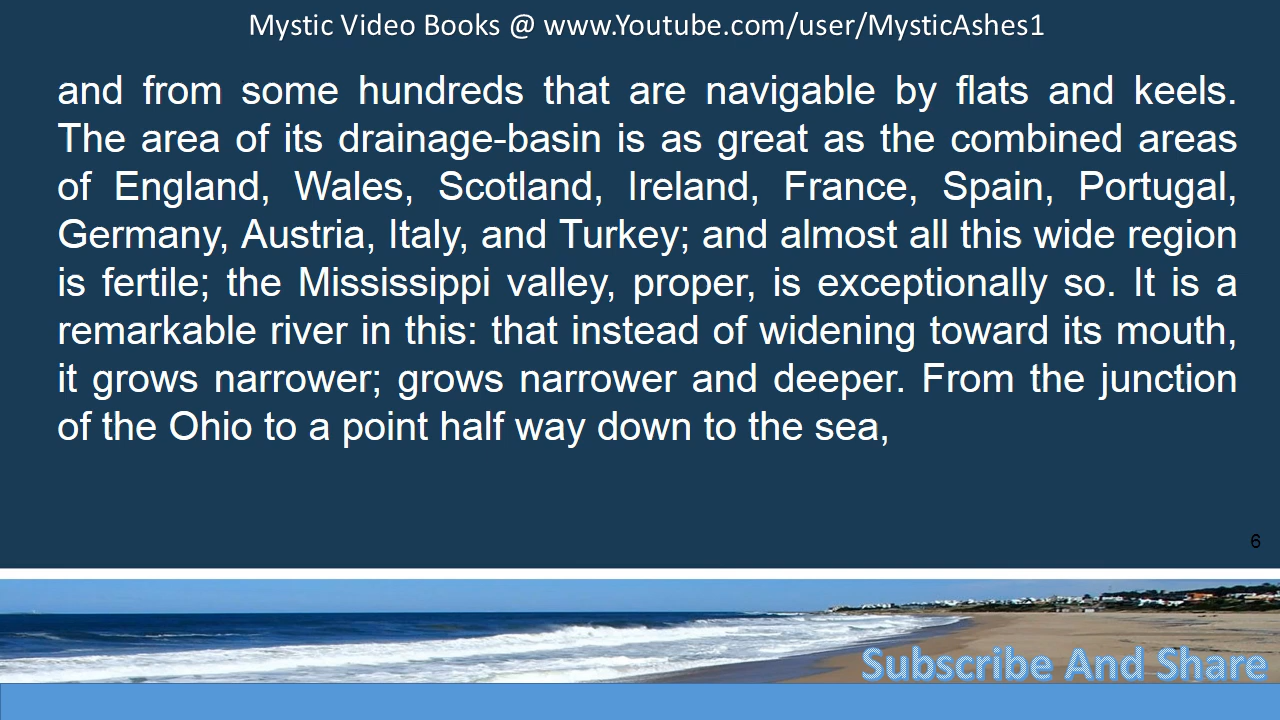 Mystic Video Books @ www.Youtube.com/user/MysticAshes1
and from some hundreds that are navigable by flats and keels.
The area of its drainage-basin is as great as the combined areas
of England, Wales, Scotland, Ireland, France, Spain, Portugal,
Germany, Austria, Italy, and Turkey; and almost all this wide region
is fertile; the Mississippi valley, proper, is exceptionally so. It is a
remarkable river in this: that instead of widening toward its mouth,
it grows narrower; grows narrower and deeper. From the junction
of the Ohio to a point half way down to the sea,
6
Subscribe And Share